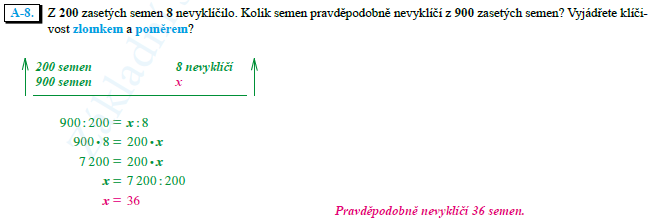 A-8. Z 200 zasetých semen 8 nevyklíčilo. Kolik semen pravděpodobně nevyklíčí z 900 zasetých semen? Vyjádřete klíči-
vost zlomkem a poměrem?
200 semen 8 nevyklíčí
900 semen x
900 : 200 = x : 8
900 • 8 = 200 • x
7 200 = 200 • x
x = 7 200 : 200
x = 36
Pravděpodobně nevyklíčí 36 semen.